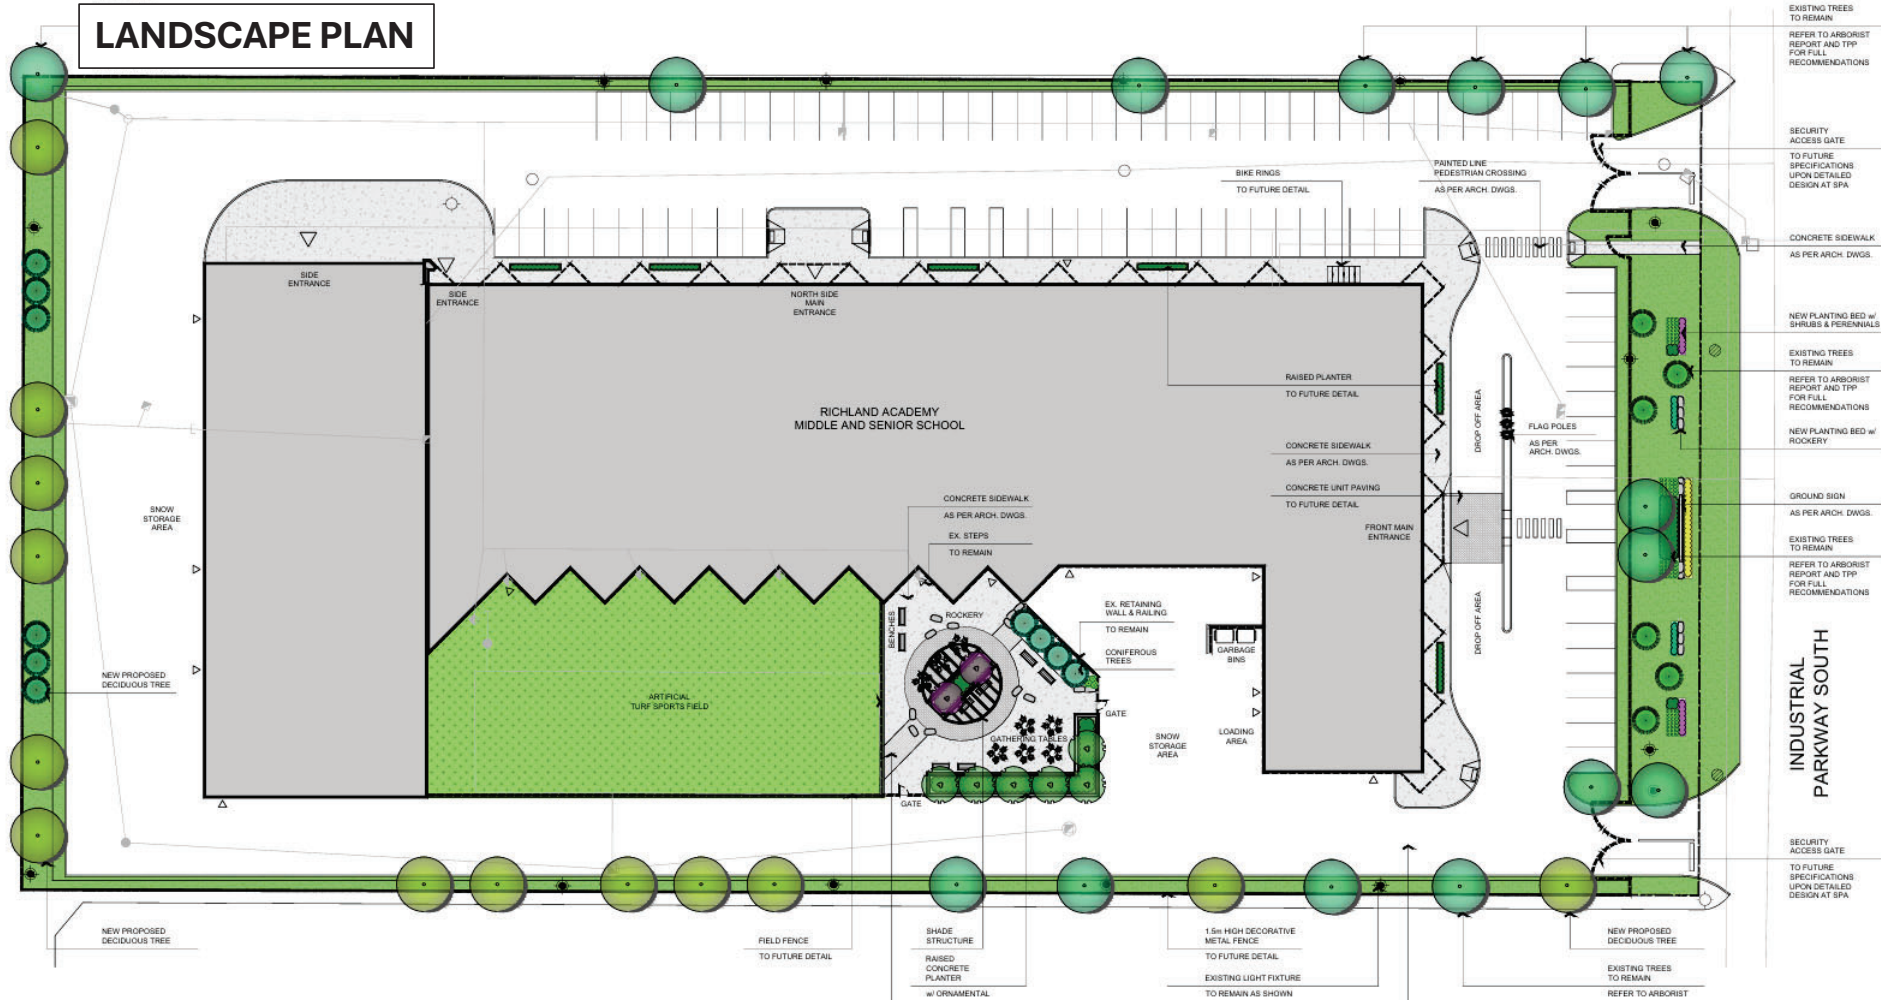 LANDSCAPE PLAN
EXISTING TREES
TO REMAIN
REFER TO ARBORIST
REPORT AND TPP
FOR FULL
RECOMMENDATIONS
SECURITY
ACCESS GATE
TO FUTURE
SPECIFICATIONS
UPON DETAILED
DESIGN AT SPA
PAINTED LINE
PEDESTRIAN CROSSING
AS PER ARCH. DWGS.
BIKE RINGS
TO FUTURE DETAIL
CONCRETE SIDEWALK
AS PER ARCH. DWGS.
SIDE
ENTRANCE
SIDE
ENTRANCE
NORTH SIDE
MAIN
ENTRANCE
NEW PLANTING BED w/
SHRUBS & PERENNIALS
EXISTING TREES
TO REMAIN
REFER TO ARBORIST
REPORT AND TPP
FOR FULL
RECOMMENDATIONS
RAISED PLANTER
TO FUTURE DETAIL
RICHLAND ACADEMY
MIDDLE AND SENIOR SCHOOL
DROP OFF AREA
FLAG POLES
AS PER
ARCH. DWGS.
NEW PLANTING BED w/
ROCKERY
CONCRETE SIDEWALK
AS PER ARCH. DWGS.
CONCRETE UNIT PAVING
TO FUTURE DETAIL
GROUND SIGN
AS PER ARCH. DWGS.
SNOW
STORAGE
AREA
CONCRETE SIDEWALK
AS PER ARCH. DWGS.
EX. STEPS
TO REMAIN
FRONT MAIN
ENTRANCE
EXISTING TREES
TO REMAIN
REFER TO ARBORIST
REPORT AND TPP
FOR FULL
RECOMMENDATIONS
BENCHES
ROCKERY
EX. RETAINING
WALL & RAILING
TO REMAIN
CONIFEROUS
TREES
GARBAGE
BINS
DROP OFF AREA
NEW PROPOSED
DECIDUOUS TREE
ARTIFICIAL
TURF SPORTS FIELD
GATE
GATHERING TABLES
SNOW
STORAGE
AREA
LOADING
AREA
INDUSTRIAL
PARKWAY SOUTH
GATE
SECURITY
ACCESS GATE
TO FUTURE
SPECIFICATIONS
UPON DETAILED
DESIGN AT SPA
NEW PROPOSED
DECIDUOUS TREE
FIELD FENCE
TO FUTURE DETAIL
SHADE
STRUCTURE
RAISED
CONCRETE
PLANTER
w/ ORNAMENTAL
1.5m HIGH DECORATIVE
METAL FENCE
TO FUTURE DETAIL
EXISTING LIGHT FIXTURE
TO REMAIN AS SHOWN
NEW PROPOSED
DECIDUOUS TREE
EXISTING TREES
TO REMAIN
REFER TO ARBORIST